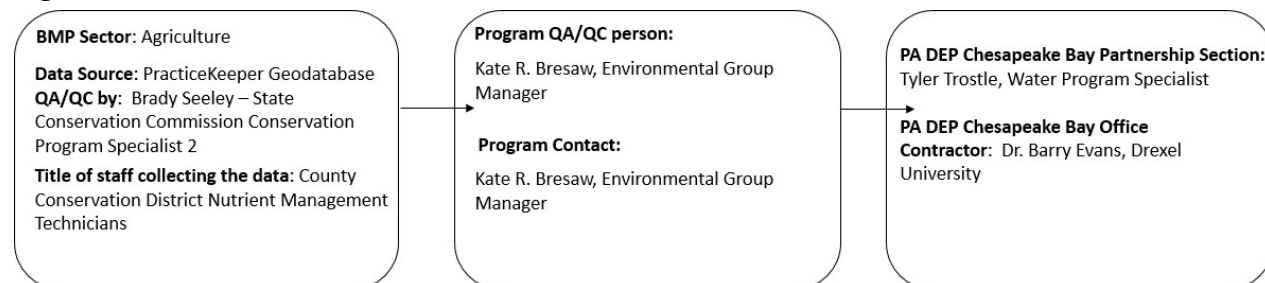 BMP Sector: Agriculture
Data Source: PracticeKeeper Geodatabase
QA/QC by: Brady Seeley – State
Conservation Commission Conservation
Program Specialist 2
Title of staff collecting the data: County
Conservation District Nutrient Management
Technicians
Program QA/QC person:
Kate R. Bresaw, Environmental Group
Manager
Program Contact:
Kate R. Bresaw, Environmental Group
Manager
PA DEP Chesapeake Bay Partnership Section:
Tyler Trostle, Water Program Specialist
PA DEP Chesapeake Bay Office
Contractor: Dr. Barry Evans, Drexel
University